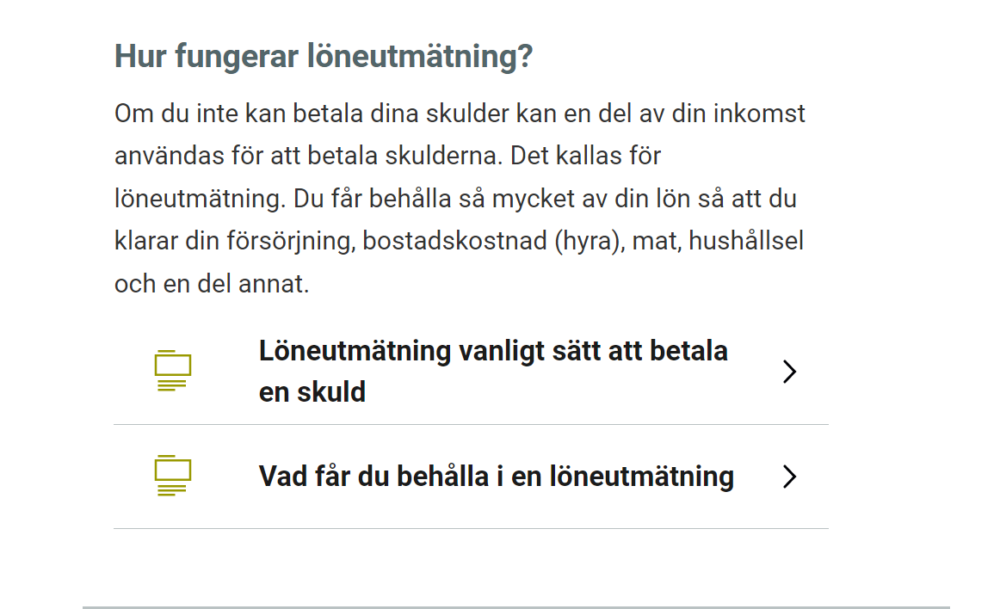 Hur fungerar löneutmätning?
Om du inte kan betala dina skulder kan en del av din inkomst
användas för att betala skulderna. Det kallas för
löneutmätning. Du får behålla så mycket av din lön så att du
klarar din försörjning, bostadskostnad (hyra), mat, hushållsel
och en del annat.
Löneutmätning vanligt sätt att betala
en skuld
Vad får du behålla i en löneutmätning